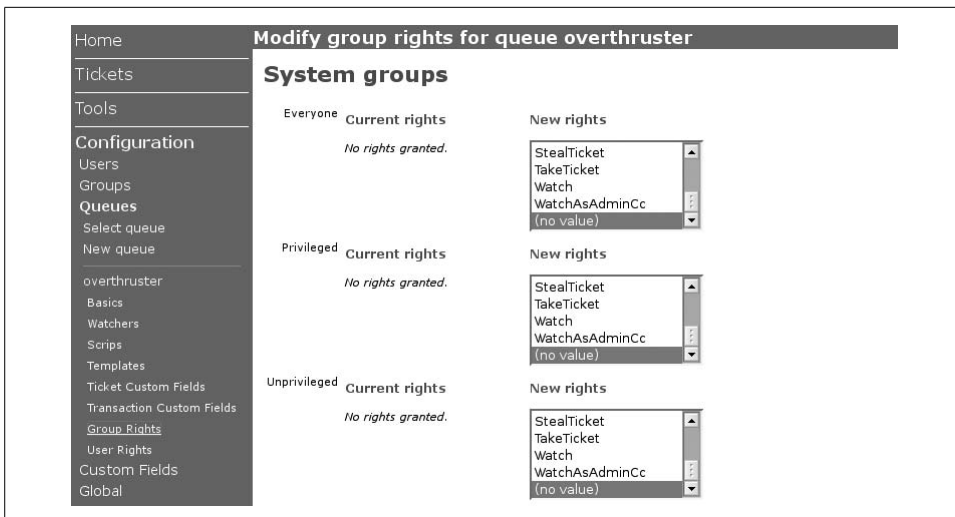 Home
Tickets
Tools
Configuration
Users
Groups
Queues
Select queue
New queue
overthruster
Basics
Watchers
Scrips
Templates
Ticket Custom Fields
Transaction Custom Fields
Group Rights
User Rights
Custom Fields
Global
Modify group rights for queue overthruster
System groups
Everyone Current rights New rights
No rights granted.
StealTicket
TakeTicket
Watch
WatchAsAdminCc
(no value)
Privileged Current rights New rights
No rights granted.
StealTicket
TakeTicket
Watch
WatchAsAdminCc
(no value)
Unprivileged Current rights New rights
No rights granted.
StealTicket
TakeTicket
Watch
WatchAsAdminCc
(no value)